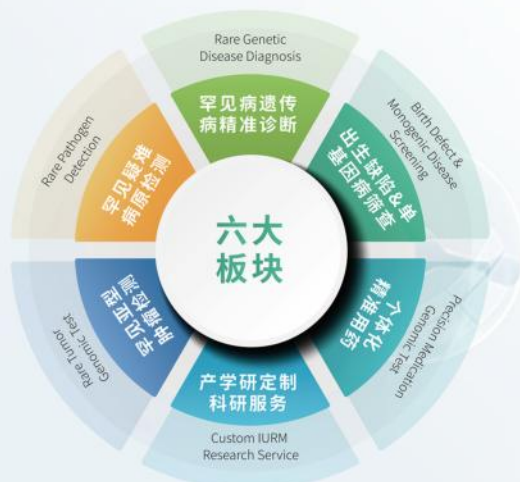 六大
板块
Rare Genetic
Disease Diagnosis
罕见病遗传
病精准诊断
Birth Defect &
Monogenic Disease
Screening
出生缺陷&单
基因病筛查
Precision Medication
Genomic Test
个体化
精准用药
产学研定制
科研服务
Custom IURM
Research Service
Rare Tumor
Genomic Test
罕见亚型
肿瘤检测
Rare Pathogen
Detection
罕见疑难
病原检测